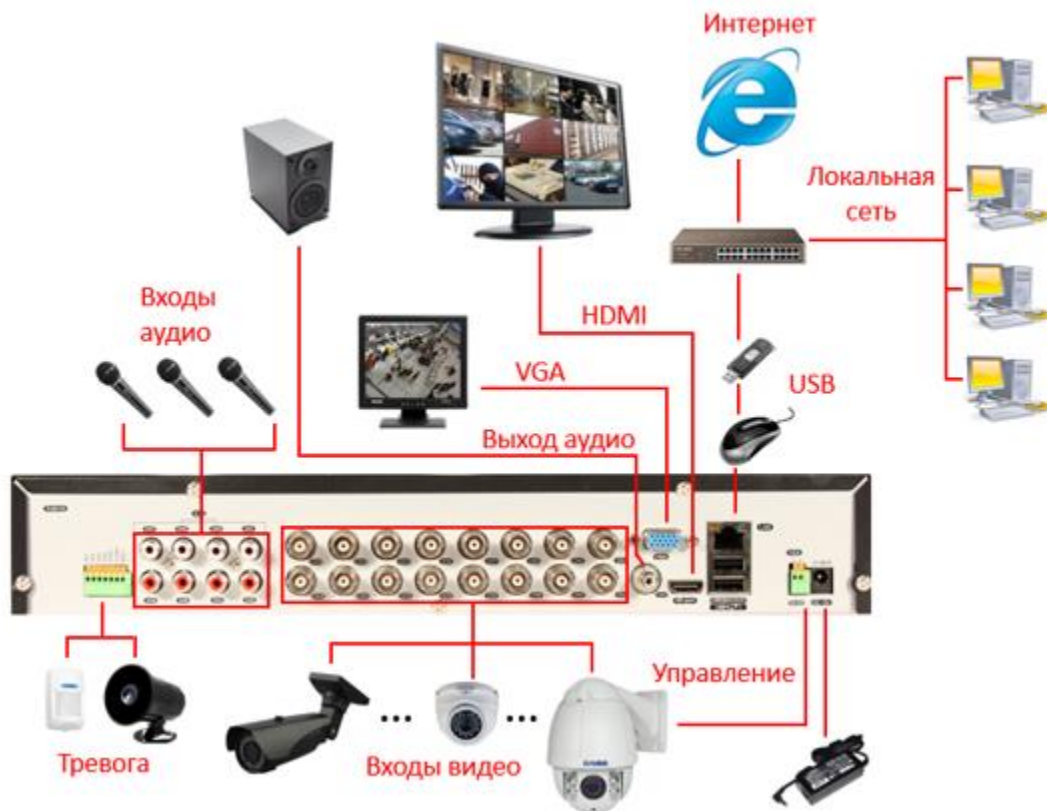 Интернет
Локальная
сеть
Входы
аудио
HDMI
VGA
USB
Выход аудио
Управление
Тревога
Входы видео